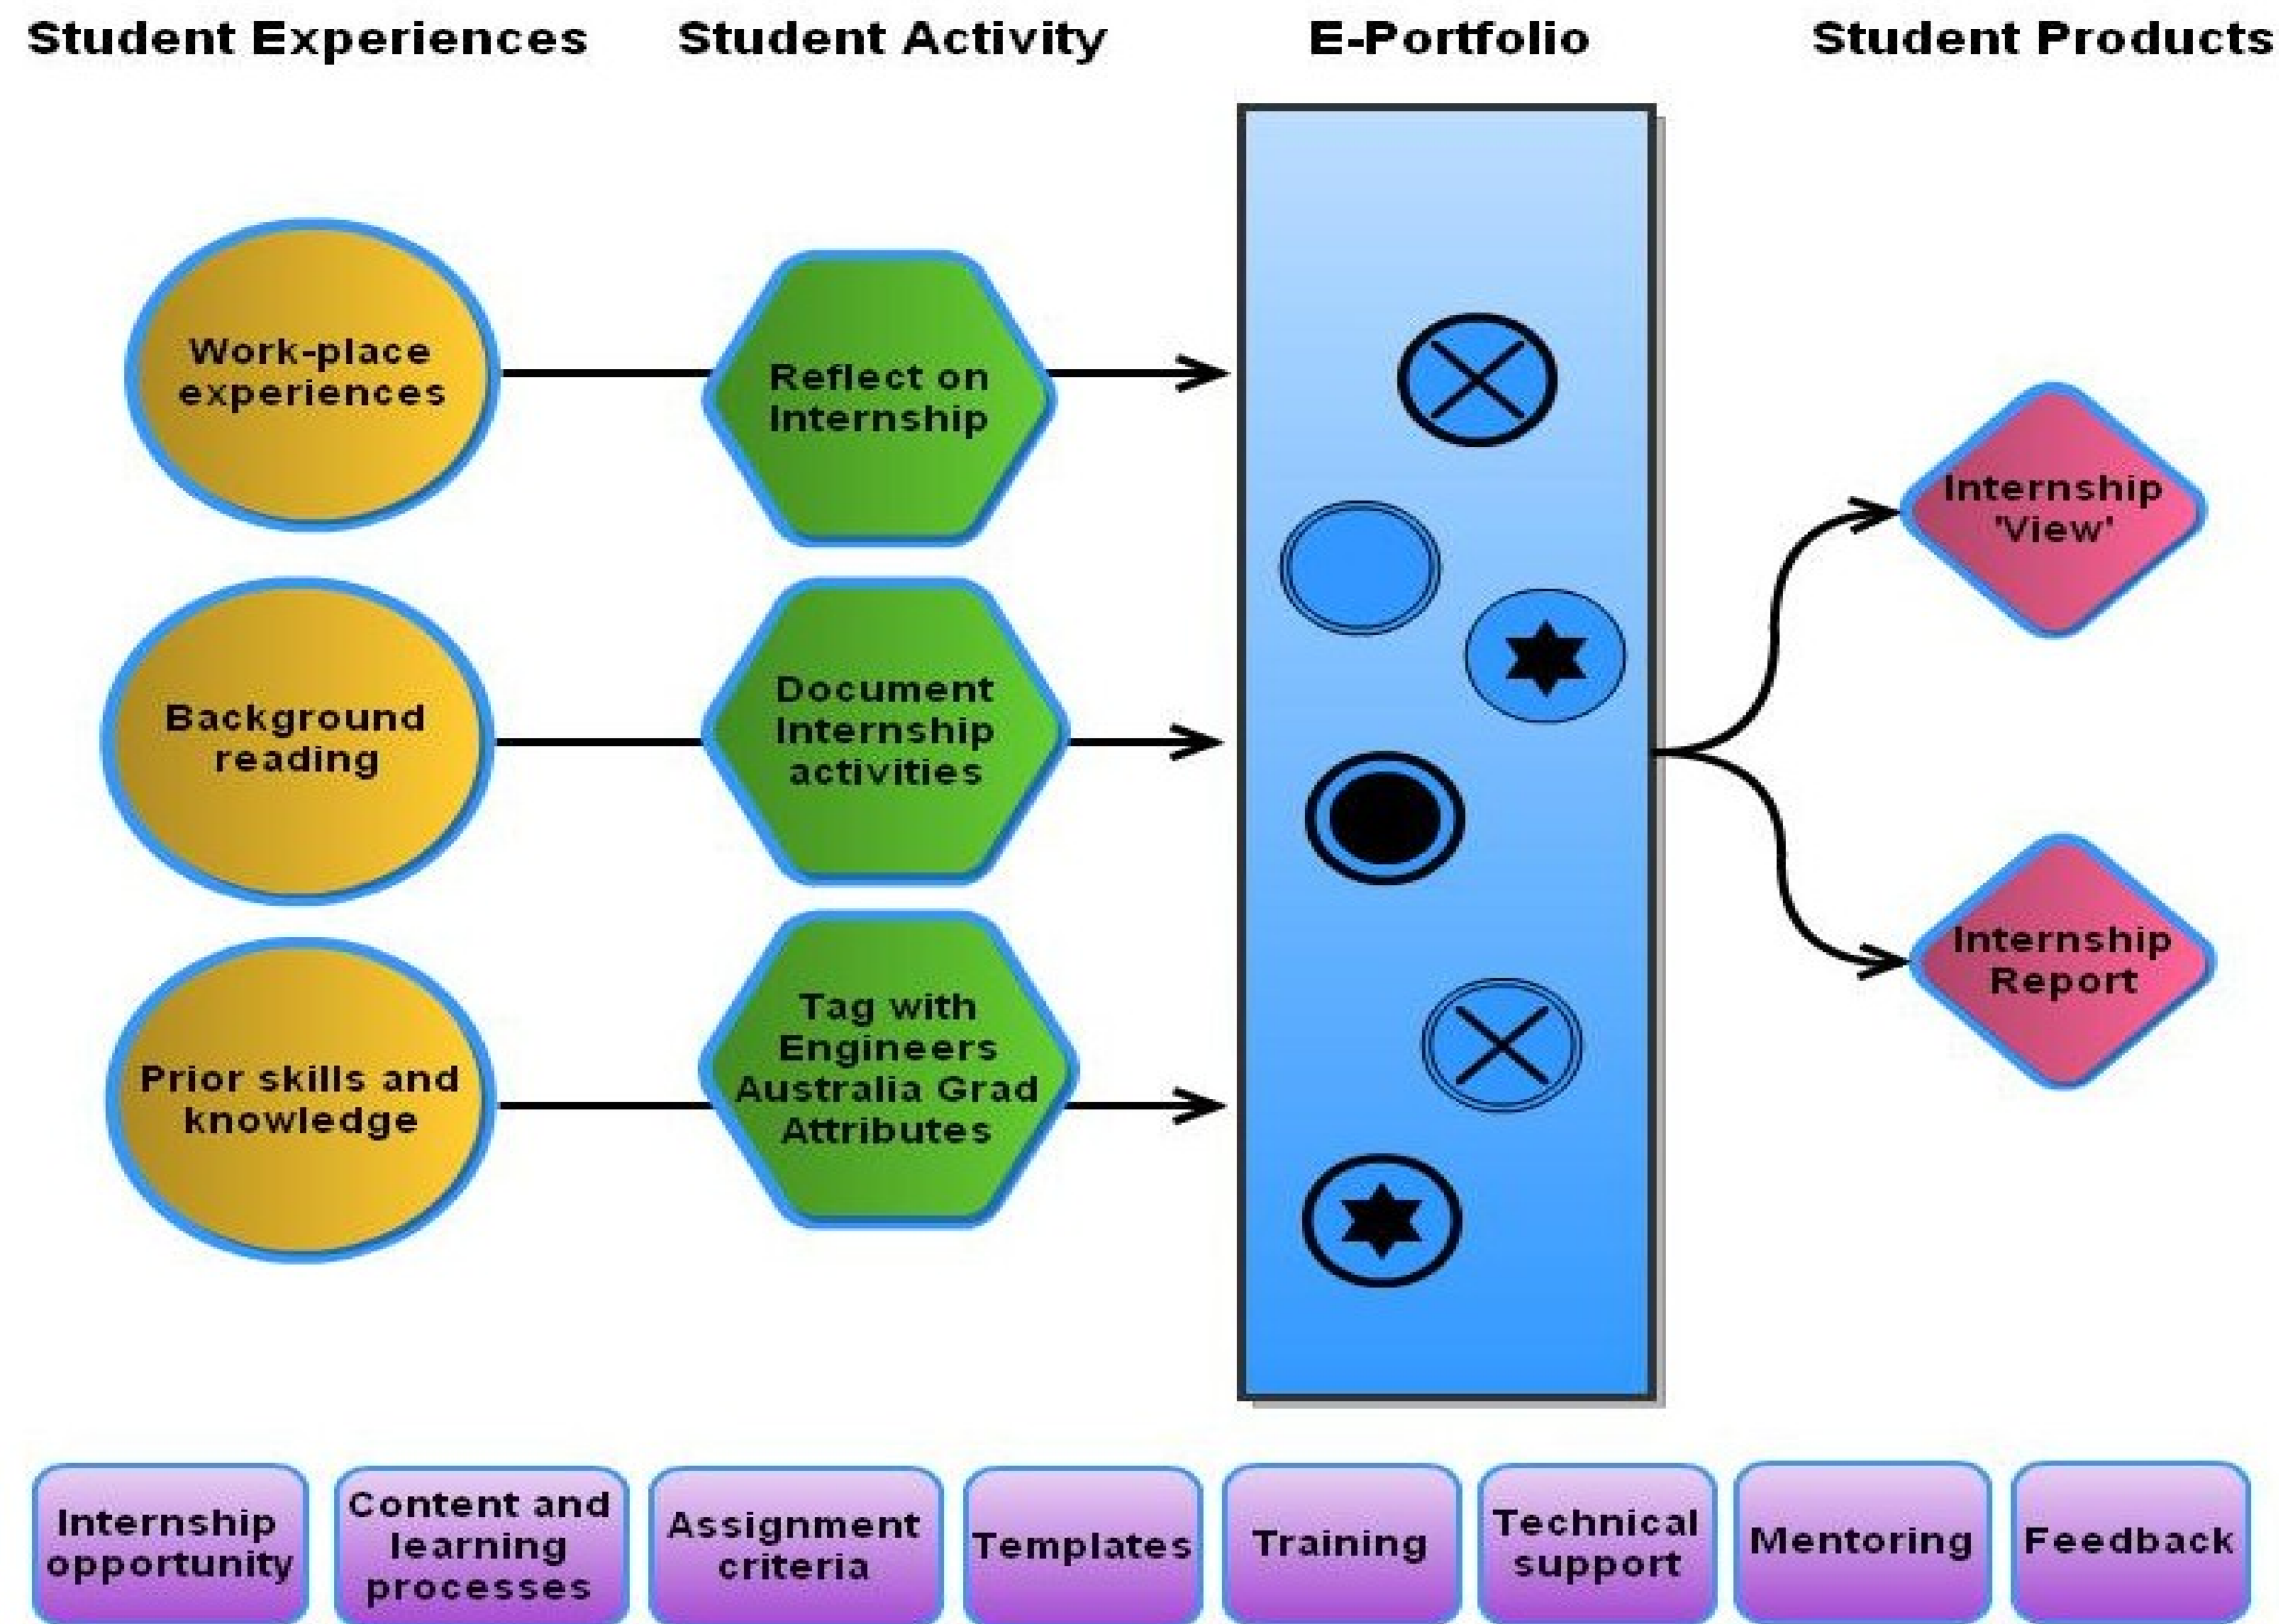 Student Experiences
Student Activity
E-Portfolio
Student Products
Work-place
experiences
Reflect on
Internship
Internship
'View'
Background
reading
Document
Internship
activities
Internship
Report
Prior skills and
knowledge
Tag with
Engineers
Australia Grad
Attributes
Internship
opportunity
Content and
learning
processes
Assignment
criteria
Templates
Training
Technical
support
Mentoring
Feedback